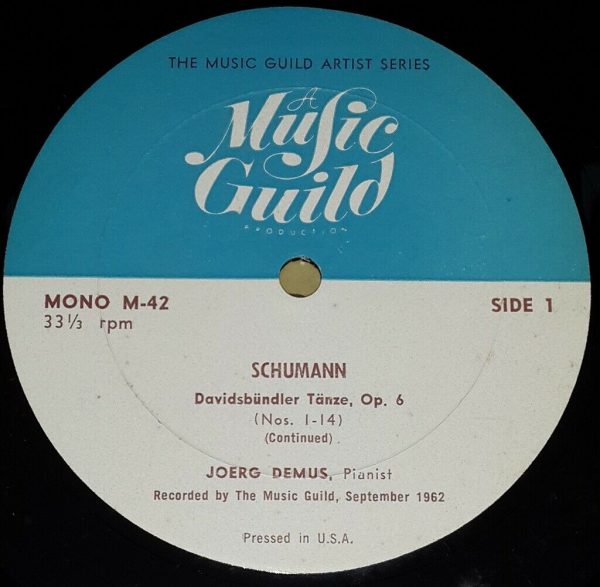 THE MUSIC GUILD ARTIST SERIES
A
Music
Guild
PRODUCTION
MONO M-42
SIDE 1
33⅓ rpm
SCHUMANN
Davidsbündler Tänze, Op. 6
(Nos. 1-14)
(Continued)
JOERG DEMUS, Pianist
Recorded by The Music Guild, September 1962
Pressed in U.S.A.